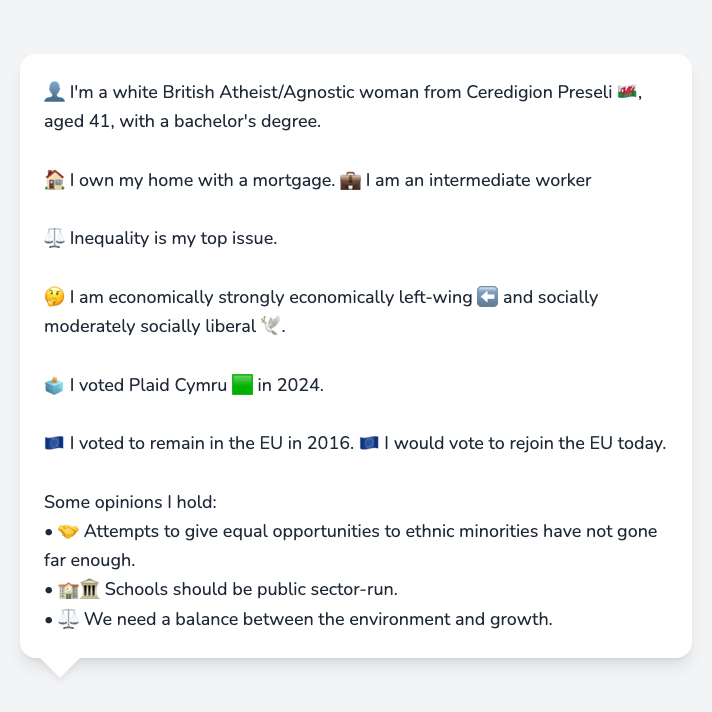 👤 I'm a white British Atheist/Agnostic woman from Ceredigion Preseli 🏴󠁧󠁢󠁷󠁬󠁳󠁿,
aged 41, with a bachelor's degree.
🏠 I own my home with a mortgage. 💼 I am an intermediate worker
⚖️ Inequality is my top issue.
🤔 I am economically strongly economically left-wing ⬅️ and socially
moderately socially liberal 🕊️.
🗳️ I voted Plaid Cymru 🟩 in 2024.
🇪🇺 I voted to remain in the EU in 2016. 🇪🇺 I would vote to rejoin the EU today.
Some opinions I hold:
• 🤝 Attempts to give equal opportunities to ethnic minorities have not gone
far enough.
• 🏫🏛️ Schools should be public sector-run.
• ⚖️ We need a balance between the environment and growth.